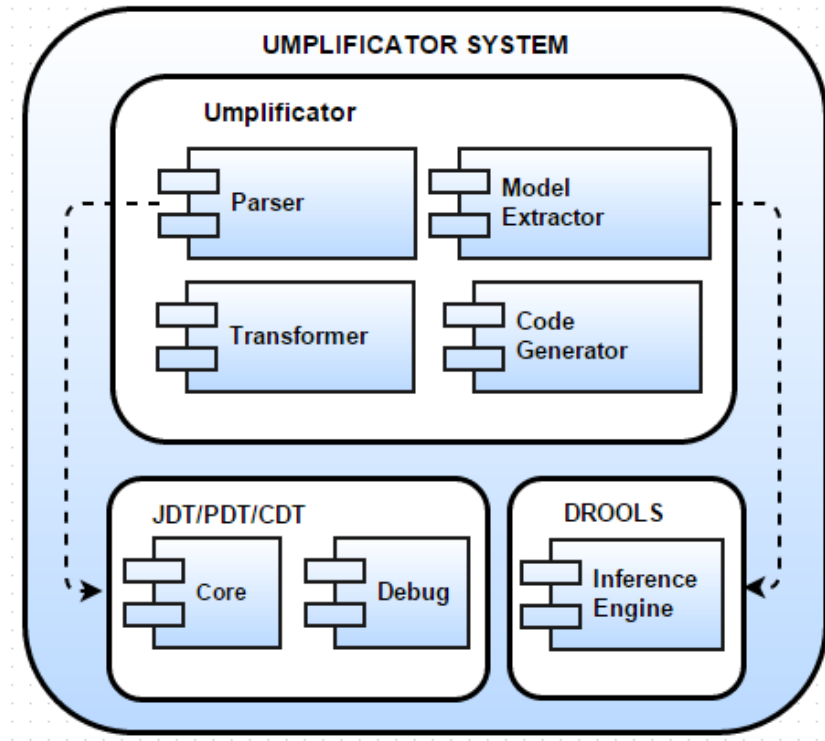 UMPLIFICATOR SYSTEM
Umplificator
Parser
Model
Extractor
Transformer
Code
Generator
JDT/PDT/CDT
Core
Debug
DROOLS
Inference
Engine